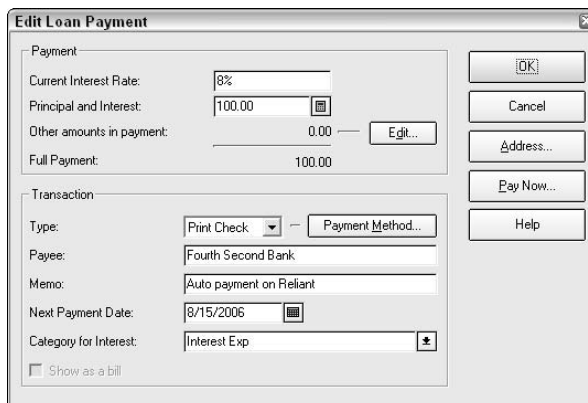 Edit Loan Payment
Payment
Current Interest Rate: 8%
Principal and Interest: 100.00
Other amounts in payment: 0.00 Edit...
Full Payment: 100.00
Transaction
Type: Print Check Payment Method...
Payee: Fourth Second Bank
Memo: Auto payment on Reliant
Next Payment Date: 8/15/2006
Category for Interest: Interest Exp
Show as a bill
OK
Cancel
Address...
Pay Now...
Help